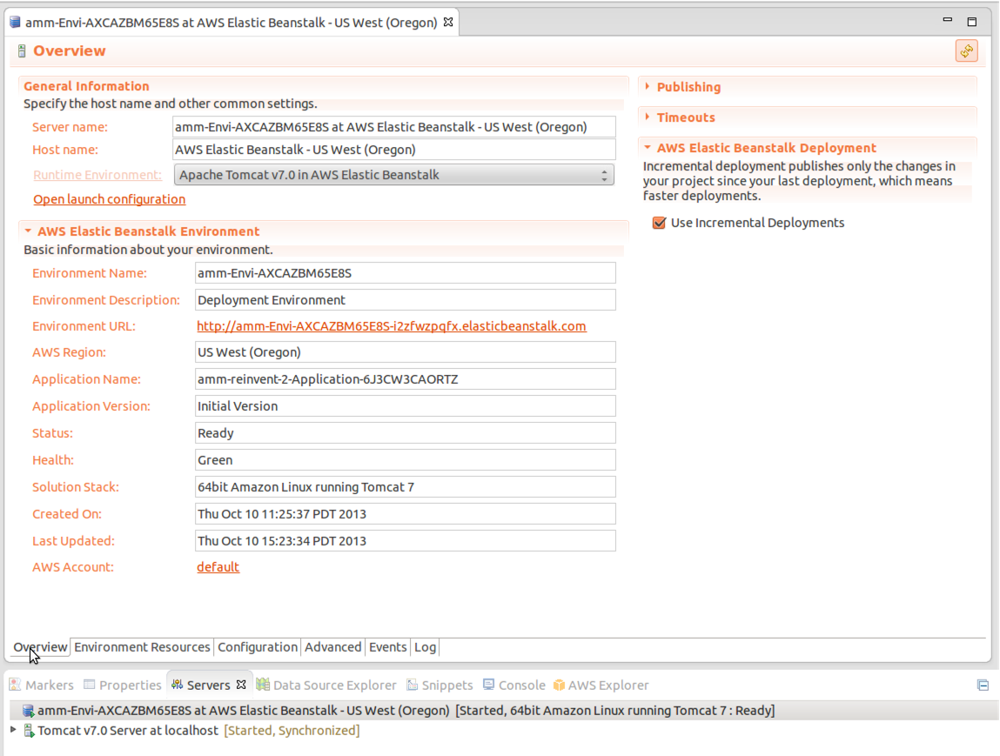 amm-Envi-AXCAZBM65E8S at AWS Elastic Beanstalk - US West (Oregon)
Overview
General Information
Specify the host name and other common settings.
Server name: amm-Envi-AXCAZBM65E8S at AWS Elastic Beanstalk - US West (Oregon)
Host name: AWS Elastic Beanstalk - US West (Oregon)
Runtime Environment: Apache Tomcat v7.0 in AWS Elastic Beanstalk
Open launch configuration
AWS Elastic Beanstalk Environment
Basic information about your environment.
Environment Name: amm-Envi-AXCAZBM65E8S
Environment Description: Deployment Environment
Environment URL: http://amm-Envi-AXCAZBM65E8S-i2zfwzpqfx.elasticbeanstalk.com
AWS Region: US West (Oregon)
Application Name: amm-reinvent-2-Application-6J3CW3CAORTZ
Application Version: Initial Version
Status: Ready
Health: Green
Solution Stack: 64bit Amazon Linux running Tomcat 7
Created On: Thu Oct 10 11:25:37 PDT 2013
Last Updated: Thu Oct 10 15:23:34 PDT 2013
AWS Account: default
Publishing
Timeouts
AWS Elastic Beanstalk Deployment
Incremental deployment publishes only the changes in
your project since your last deployment, which means
faster deployments.
Use Incremental Deployments
Overview Environment Resources Configuration Advanced Events Log
Markers Properties Servers Data Source Explorer Snippets Console AWS Explorer
amm-Envi-AXCAZBM65E8S at AWS Elastic Beanstalk - US West (Oregon) [Started, 64bit Amazon Linux running Tomcat 7 : Ready]
Tomcat v7.0 Server at localhost [Started, Synchronized]